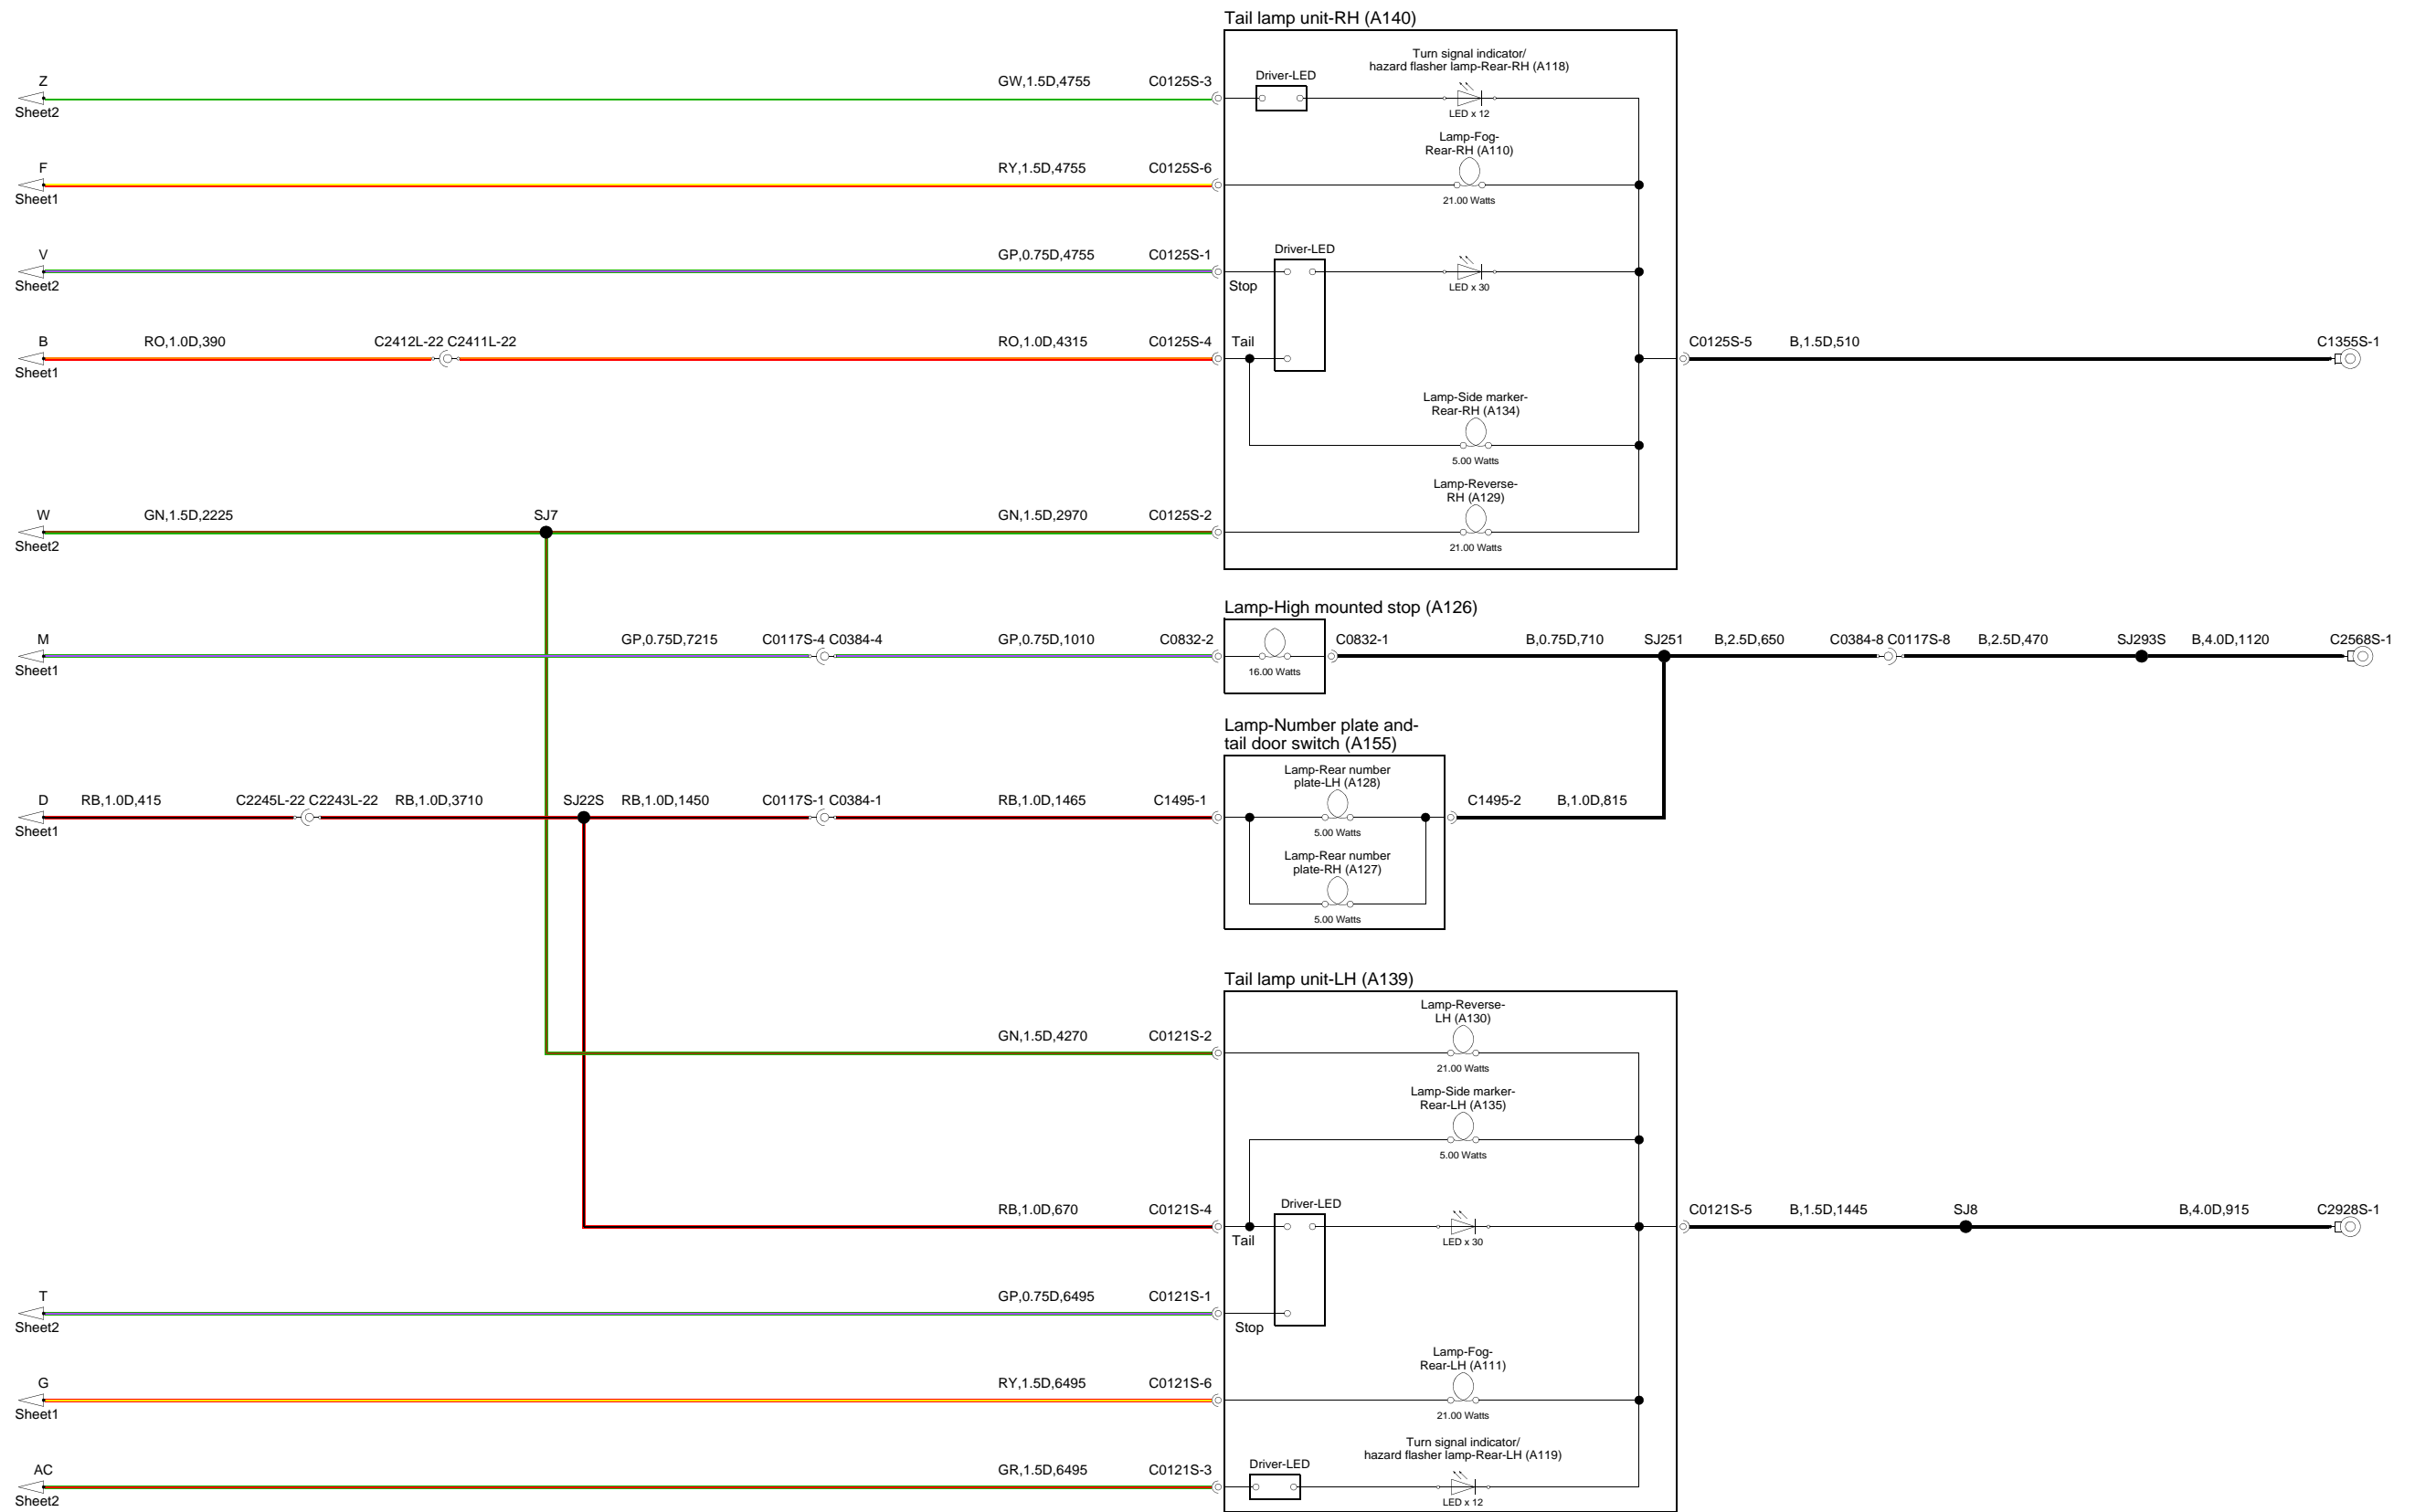 Tail lamp unit-RH (A140)
Turn signal indicator/
hazard flasher lamp-Rear-RH (A118)
Z
GW,1.5D,4755
C0125S-3
Driver-LED
Sheet2
LED x 12
Lamp-Fog-
Rear-RH (A110)
F
RY,1.5D,4755
C0125S-6
Sheet1
21.00 Watts
V
GP,0.75D,4755
C0125S-1
Driver-LED
Sheet2
Stop
LED x 30
B
RO,1.0D,390
C2412L-22 C2411L-22
RO,1.0D,4315
C0125S-4
Tail
C0125S-5
B,1.5D,510
C1355S-1
Sheet1
Lamp-Side marker-
Rear-RH (A134)
5.00 Watts
Lamp-Reverse-
RH (A129)
W
GN,1.5D,2225
SJ7
GN,1.5D,2970
C0125S-2
Sheet2
21.00 Watts
Lamp-High mounted stop (A126)
M
GP,0.75D,7215
C0117S-4 C0384-4
GP,0.75D,1010
C0832-2
C0832-1
B,0.75D,710
SJ251
B,2.5D,650
C0384-8 C0117S-8
B,2.5D,470
SJ293S
B,4.0D,1120
C2568S-1
Sheet1
16.00 Watts
Lamp-Number plate and-
tail door switch (A155)
Lamp-Rear number
plate-LH (A128)
D
RB,1.0D,415
C2245L-22 C2243L-22
RB,1.0D,3710
SJ22S
RB,1.0D,1450
C0117S-1 C0384-1
RB,1.0D,1465
C1495-1
C1495-2
B,1.0D,815
Sheet1
5.00 Watts
Lamp-Rear number
plate-RH (A127)
5.00 Watts
Tail lamp unit-LH (A139)
Lamp-Reverse-
LH (A130)
GN,1.5D,4270
C0121S-2
21.00 Watts
Lamp-Side marker-
Rear-LH (A135)
5.00 Watts
RB,1.0D,670
C0121S-4
Driver-LED
C0121S-5
B,1.5D,1445
SJ8
B,4.0D,915
C2928S-1
Tail
LED x 30
T
GP,0.75D,6495
C0121S-1
Sheet2
Stop
Lamp-Fog-
Rear-LH (A111)
G
RY,1.5D,6495
C0121S-6
Sheet1
21.00 Watts
Turn signal indicator/
hazard flasher lamp-Rear-LH (A119)
AC
GR,1.5D,6495
C0121S-3
Driver-LED
Sheet2
LED x 12